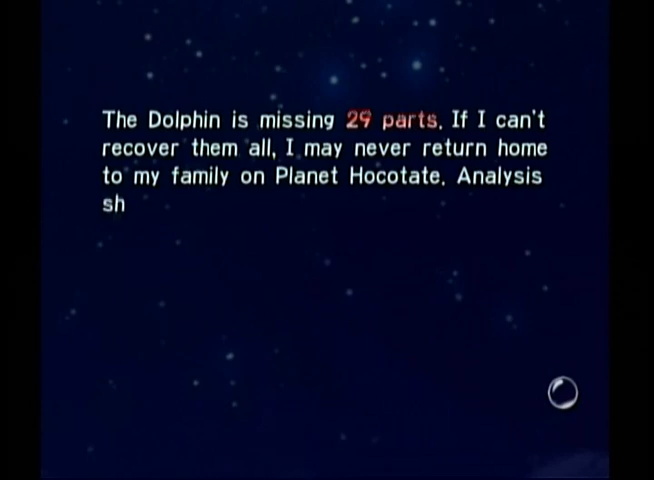 The Dolphin is missing 29 parts. If I can't
recover them all, I may never return home
to my family on Planet Hocotate. Analysis
sh